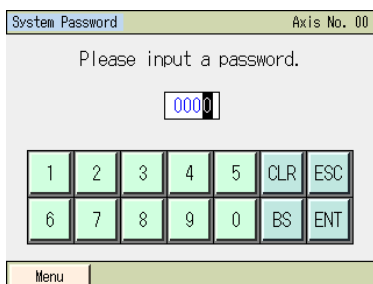 System Password Axis No. 00
Please input a password.
0000
1 2 3 4 5 CLR ESC
6 7 8 9 0 BS ENT
Menu